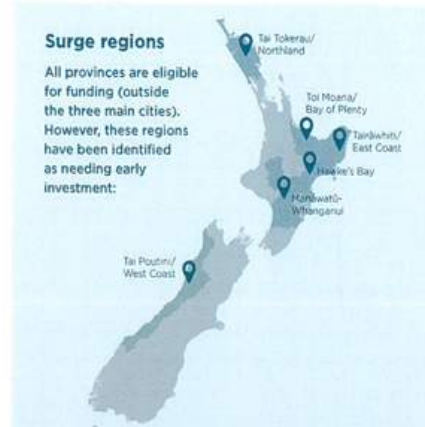 Surge regions
All provinces are eligible
for funding (outside
the three main cities).
However, these regions
have been identified
as needing early
investment:
Tai Tokerau/
Northland
Toi Moana/
Bay of Plenty
Tairāwhiti/
East Coast
Hawke's Bay
Manawatū-
Whanganui
Tai Poutini/
West Coast